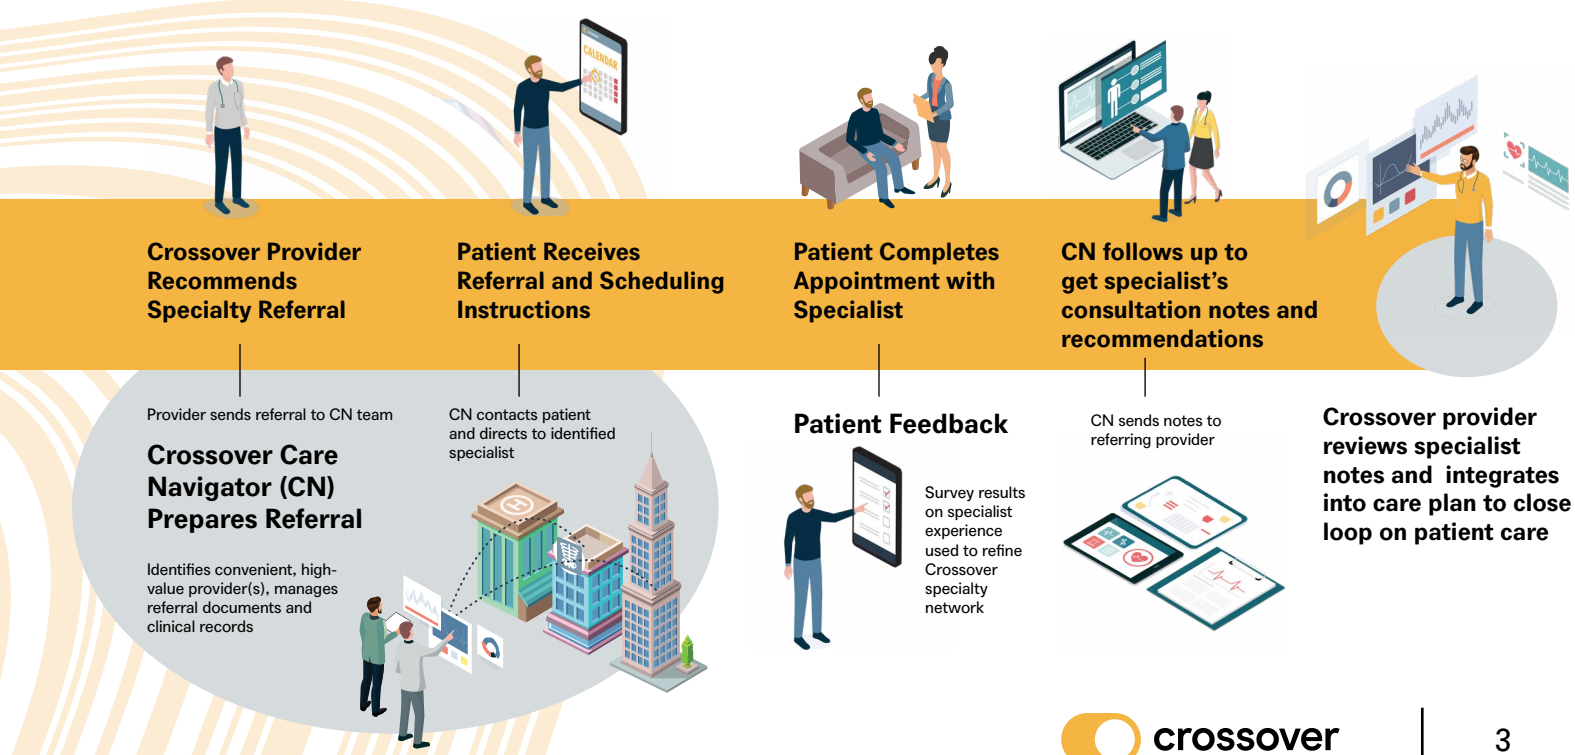 CALENDAR
Crossover Provider
Recommends
Specialty Referral
Patient Receives
Referral and Scheduling
Instructions
Patient Completes
Appointment with
Specialist
CN follows up to
get specialist’s
consultation notes and
recommendations
Provider sends referral to CN team
Crossover Care
Navigator (CN)
Prepares Referral
Identifies convenient, high-
value provider(s), manages
referral documents and
clinical records
CN contacts patient
and directs to identified
specialist
Patient Feedback
Survey results
on specialist
experience
used to refine
Crossover
specialty
network
CN sends notes to
referring provider
Crossover provider
reviews specialist
notes and integrates
into care plan to close
loop on patient care
H
crossover
3